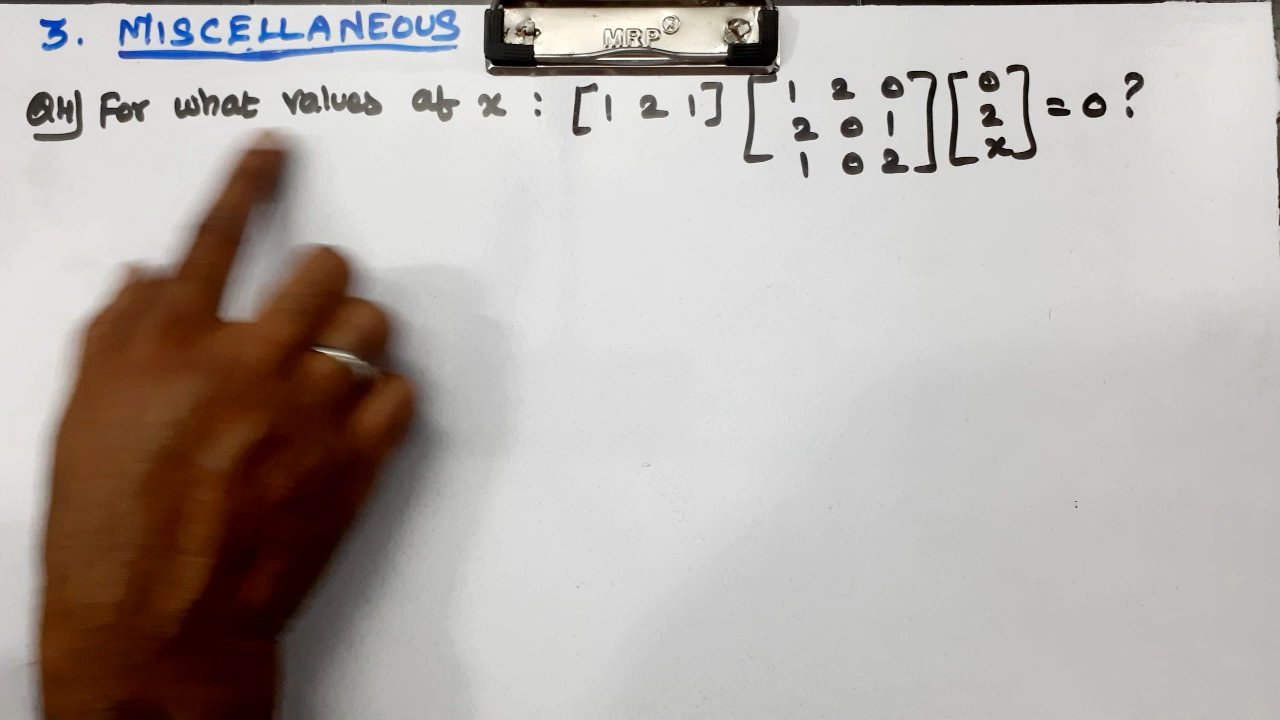 3. MISCELLANEOUS
MRP®
Q4] For what values of x : [1 2 1] [1 2 0 2 0 1 1 0 2] [0 2 x] = 0 ?